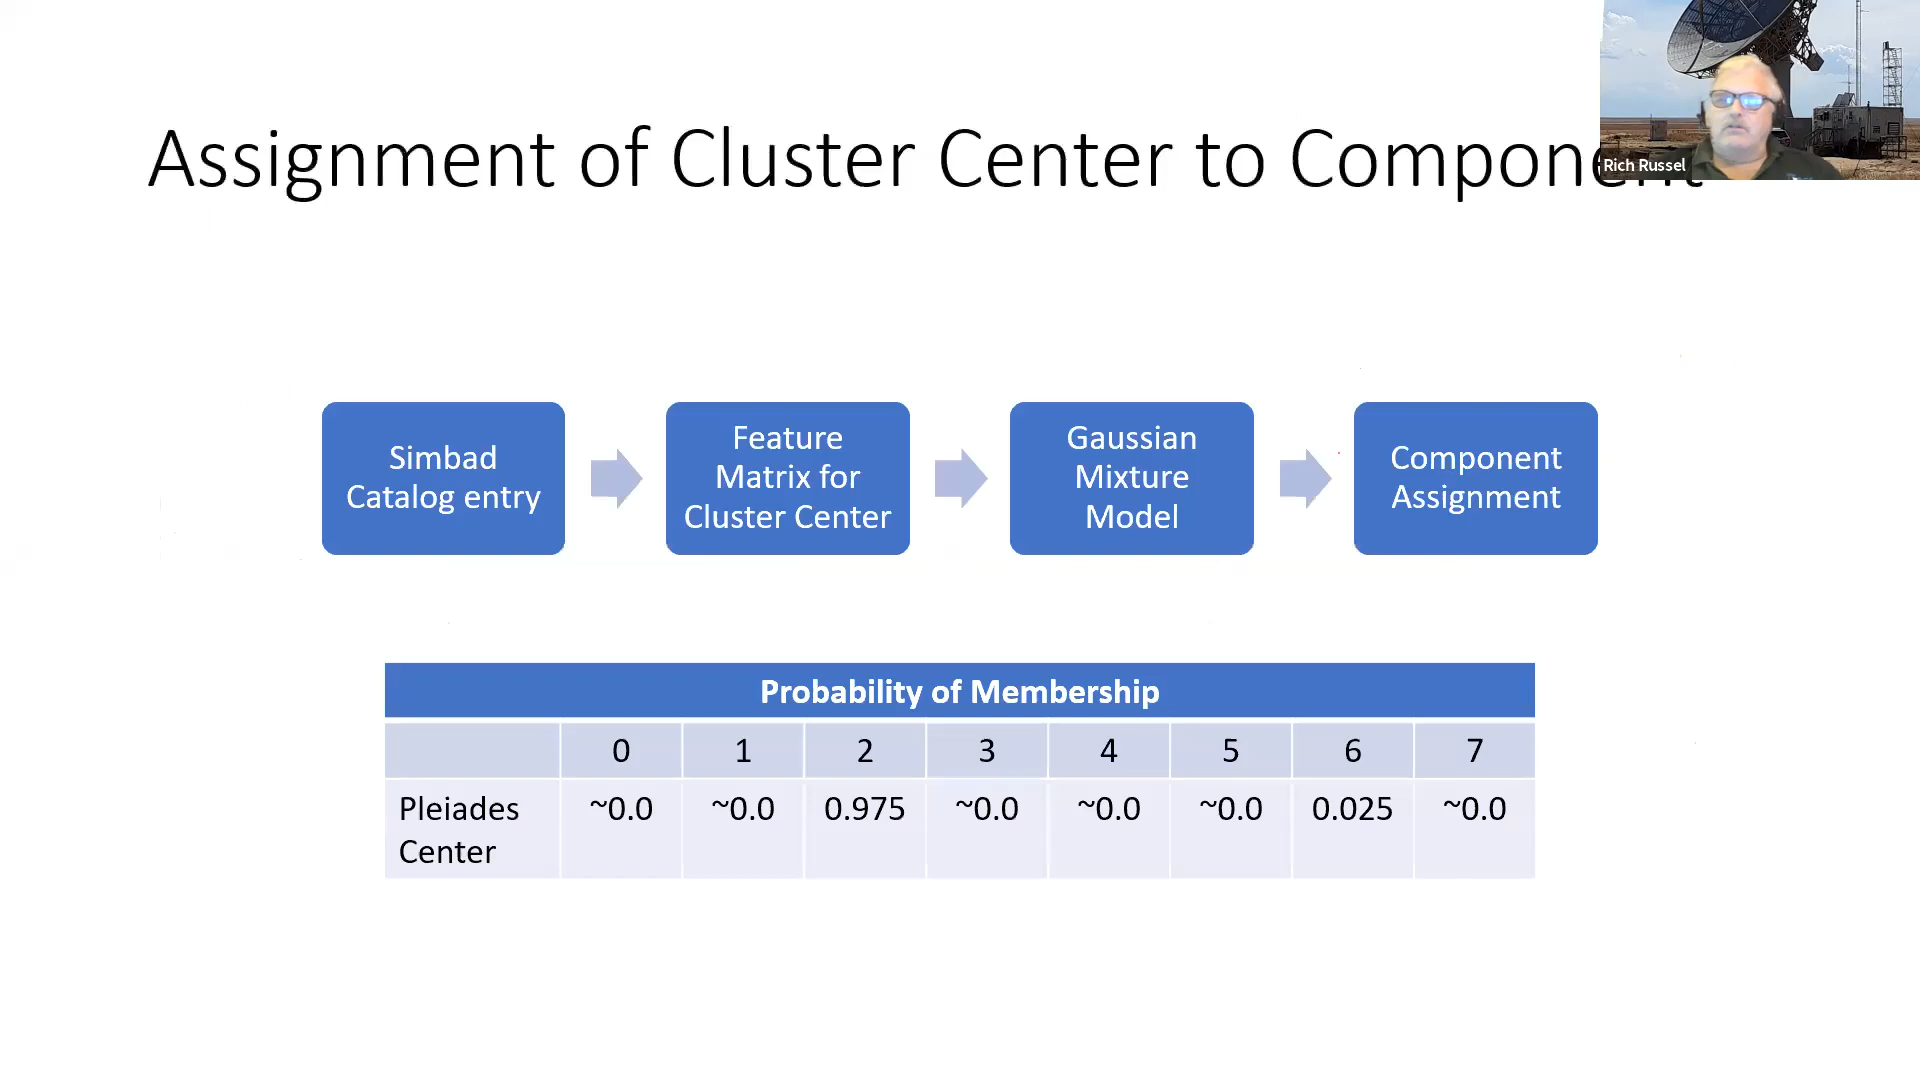 Assignment of Cluster Center to Component
Rich Russel
Simbad
Catalog entry
Feature
Matrix for
Cluster Center
Gaussian
Mixture
Model
Component
Assignment
Probability of Membership
0 1 2 3 4 5 6 7
Pleiades ~0.0 ~0.0 0.975 ~0.0 ~0.0 ~0.0 0.025 ~0.0
Center